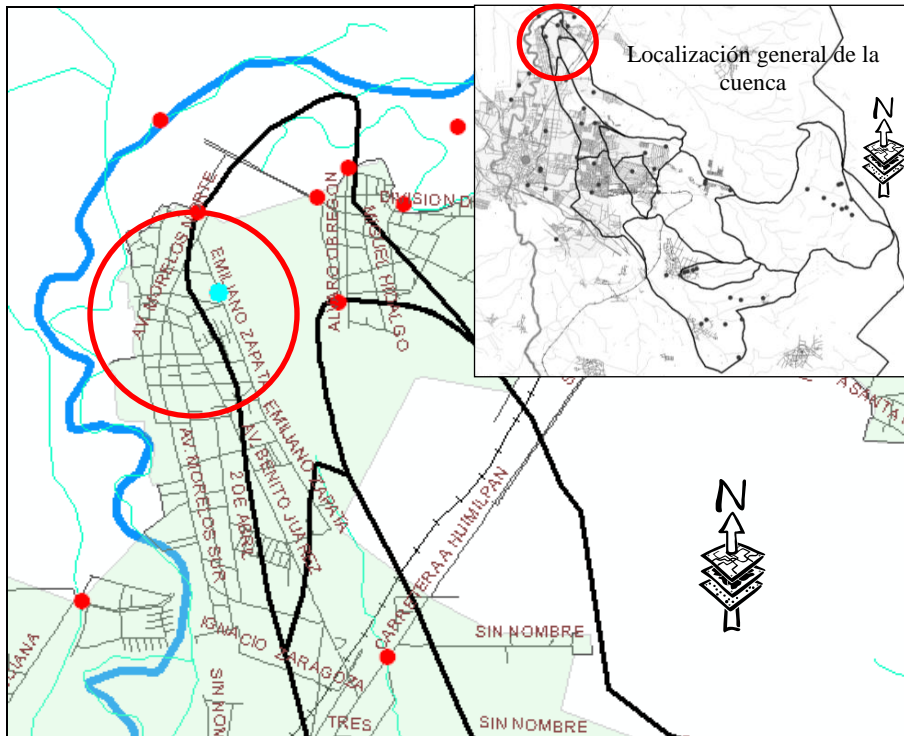 Localización general de la
cuenca
N
AV. MORELOS NORTE
EMILIANO ZAPATA
ALVARO OBREGON
MIGUEL HIDALGO
DIVISION D
EMILIANO ZAPATA
AV. BENITO JUAREZ
AV. MORELOS SUR
2 DE ABRIL
CARRETERA A HUIMILPAN
A SANTA
N
IGNACIO ZARAGOZA
SIN NOMBRE
SIN NOM
TRES
SIN NOMBRE